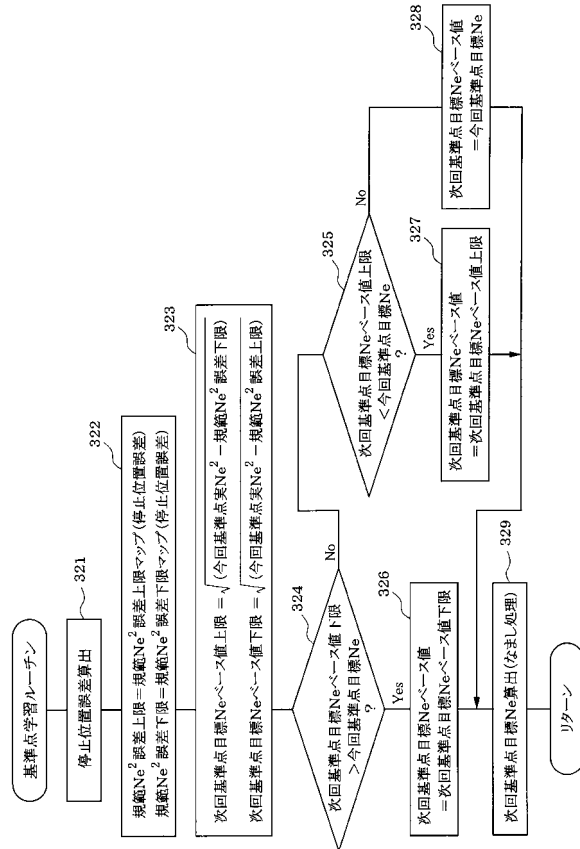 基準点学習ルーチン
321
停止位置誤差算出
322
規範Ne²誤差上限=規範Ne²誤差上限マップ(停止位置誤差)
規範Ne²誤差下限=規範Ne²誤差下限マップ(停止位置誤差)
323
次回基準点目標Neベース値上限=√(今回基準点実Ne²-規範Ne²誤差下限)
次回基準点目標Neベース値下限=√(今回基準点実Ne²-規範Ne²誤差上限)
324
次回基準点目標Neベース値下限
>今回基準点目標Ne
?
No
Yes
325
次回基準点目標Neベース値上限
<今回基準点目標Ne
?
No
Yes
326
次回基準点目標Neベース値
=次回基準点目標Neベース値下限
327
次回基準点目標Neベース値
=次回基準点目標Neベース値上限
328
次回基準点目標Neベース値
=今回基準点目標Ne
329
次回基準点目標Ne算出(なまし処理)
リターン